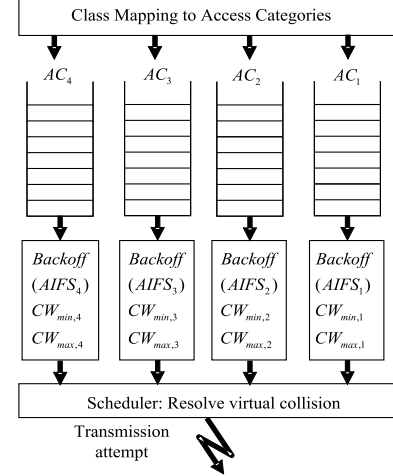 Class Mapping to Access Categories
AC4 AC3 AC2 AC1
Backoff Backoff Backoff Backoff
(AIFS4) (AIFS3) (AIFS2) (AIFS1)
CWmin,4 CWmin,3 CWmin,2 CWmin,1
CWmax,4 CWmax,3 CWmax,2 CWmax,1
Scheduler: Resolve virtual collision
Transmission
attempt